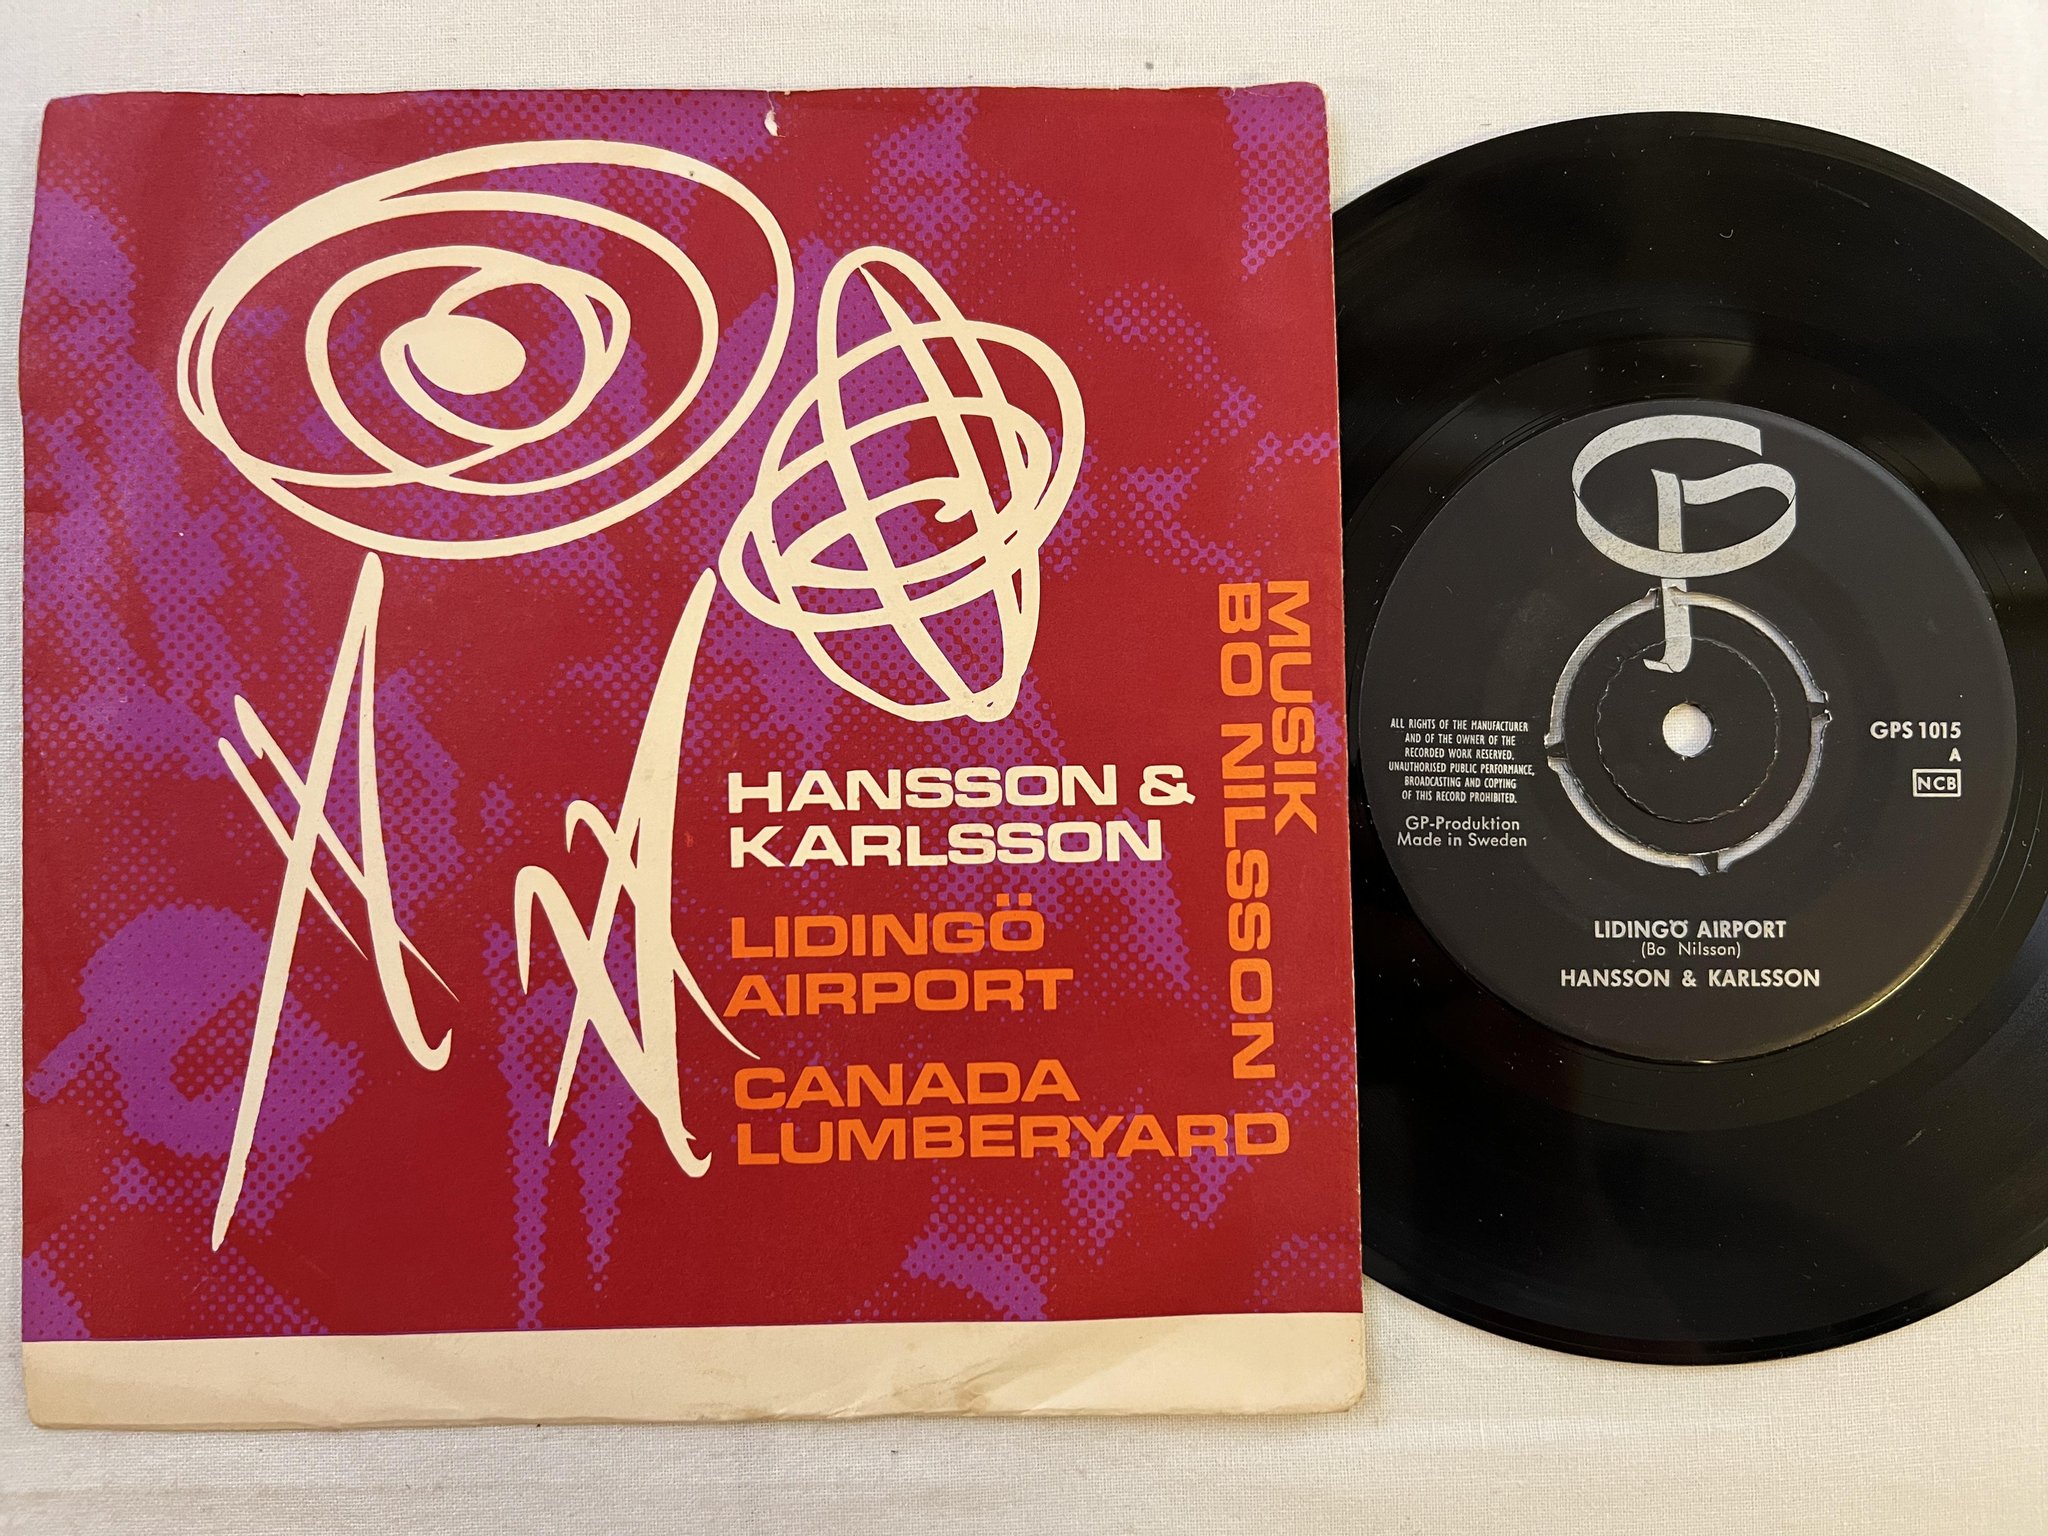 HANSSON &
KARLSSON
LIDINGÖ
AIRPORT
CANADA
LUMBERYARD
MUSIK
BO NILSSON
GPS 1015
A
NCB
ALL RIGHTS OF THE MANUFACTURER
AND OF THE OWNER OF THE
RECORDED WORK RESERVED.
UNAUTHORISED PUBLIC PERFORMANCE,
BROADCASTING AND COPYING
OF THIS RECORD PROHIBITED.
GP-Produktion
Made in Sweden
LIDINGÖ AIRPORT
(Bo Nilsson)
HANSSON & KARLSSON